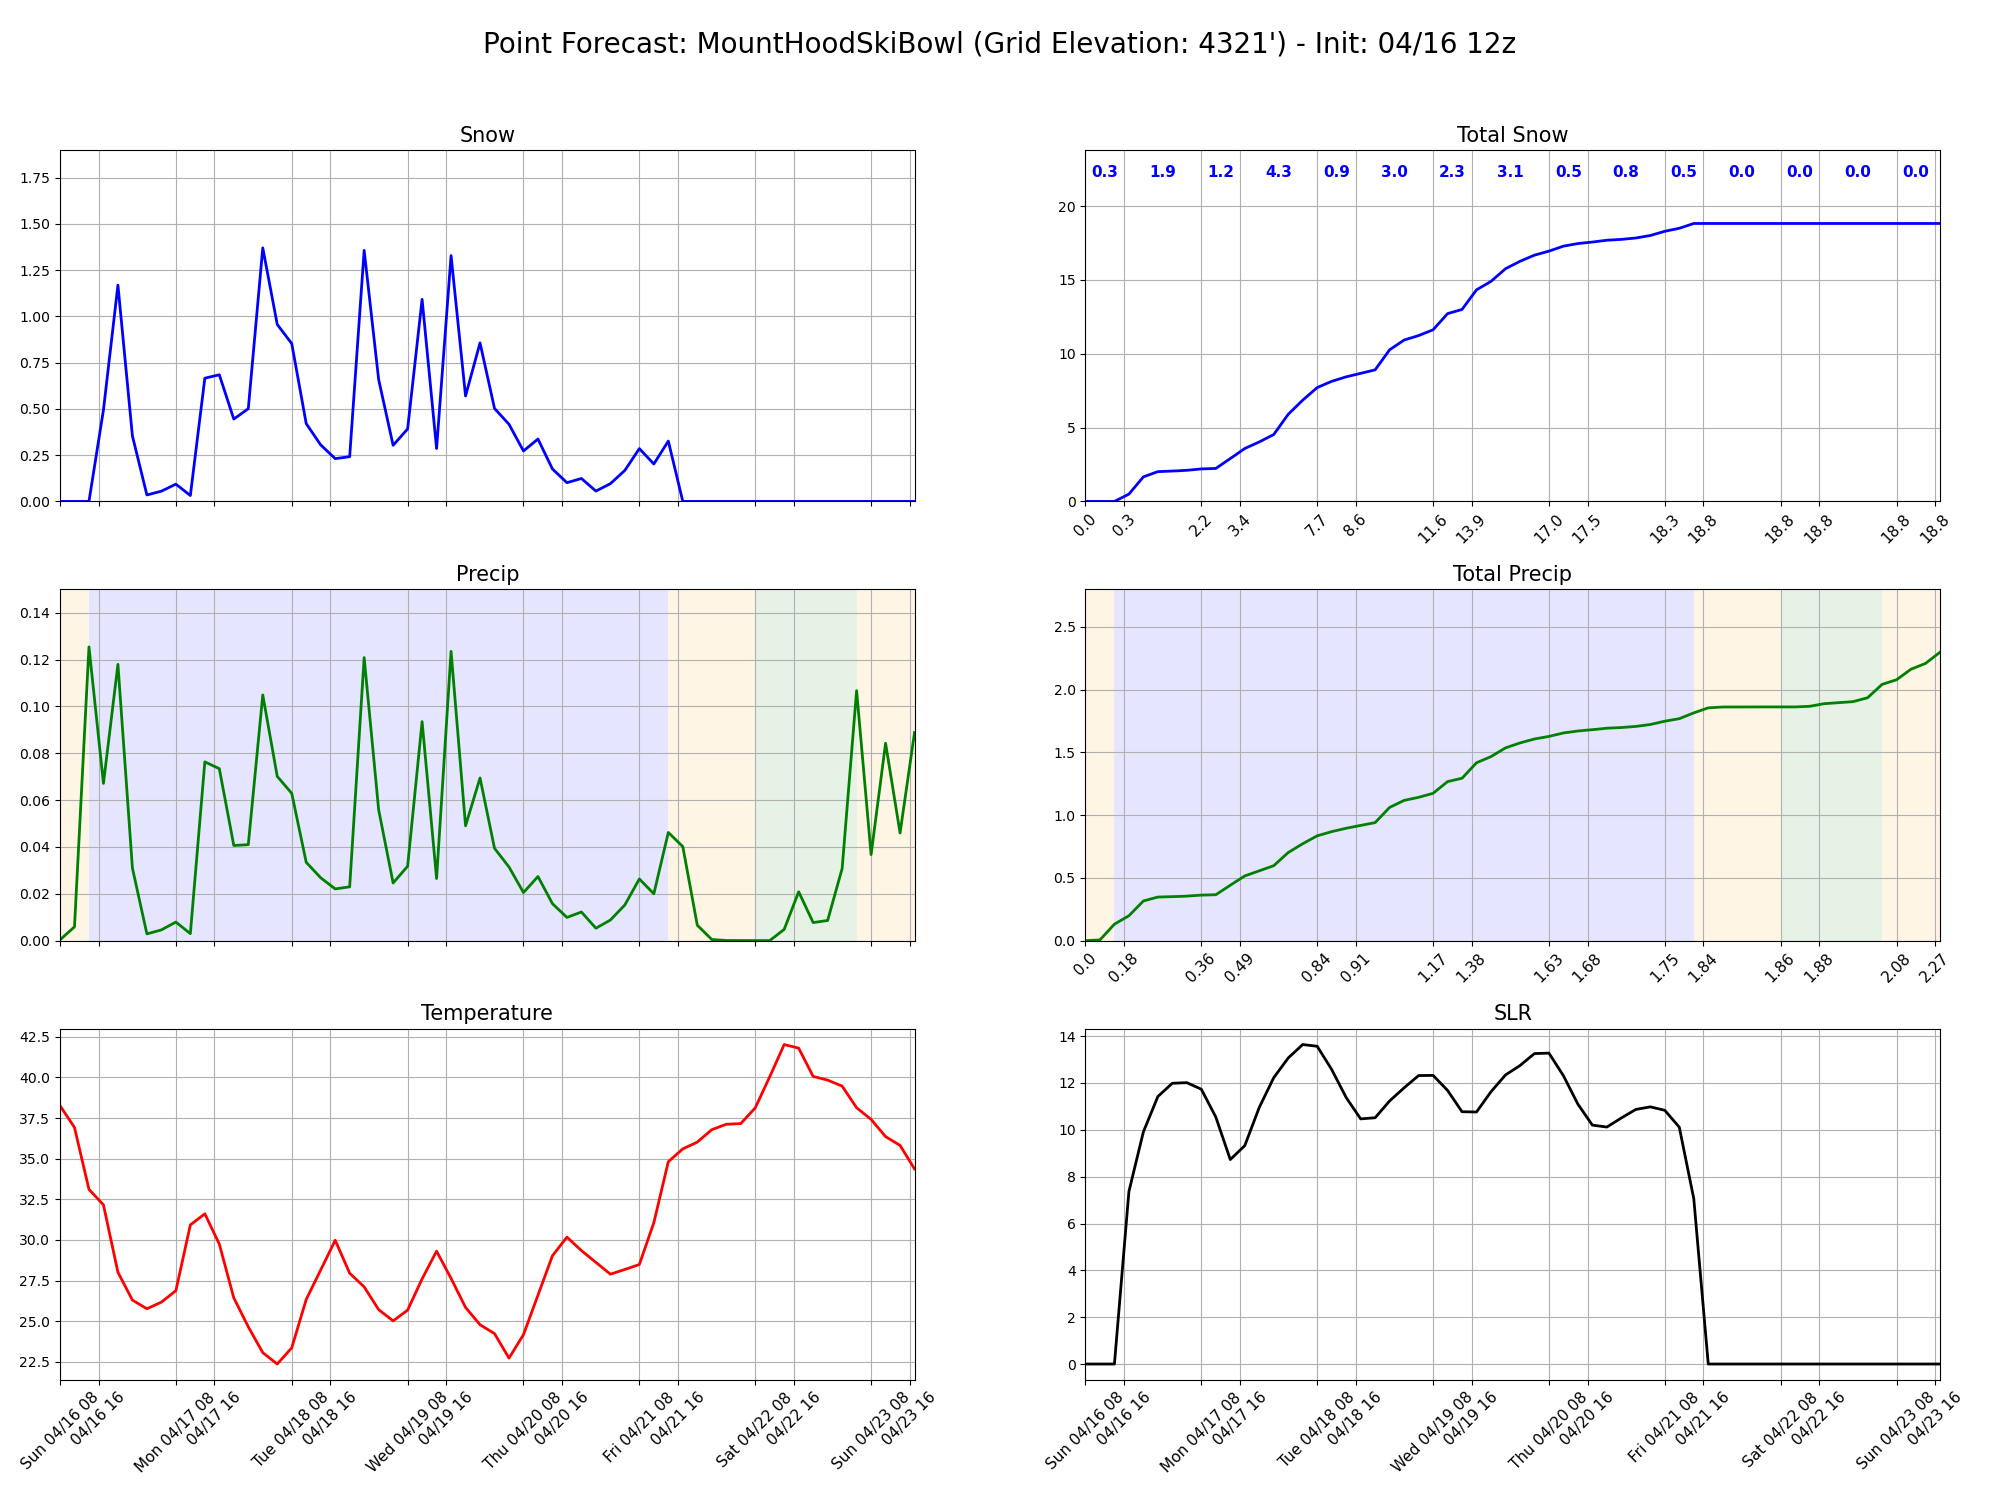 Point Forecast: MountHoodSkiBowl (Grid Elevation: 4321') - Init: 04/16 12z
Snow
1.75
1.50
1.25
1.00
0.75
0.50
0.25
0.00
Total Snow
0.3 1.9 1.2 4.3 0.9 3.0 2.3 3.1 0.5 0.8 0.5 0.0 0.0 0.0 0.0
20
15
10
5
0
0.0 0.3 2.2 3.4 7.7 8.6 11.6 13.9 17.0 17.5 18.3 18.8 18.8 18.8 18.8 18.8
Precip
0.14
0.12
0.10
0.08
0.06
0.04
0.02
0.00
Total Precip
2.5
2.0
1.5
1.0
0.5
0.0
0.0 0.18 0.36 0.49 0.84 0.91 1.17 1.38 1.63 1.68 1.75 1.84 1.86 1.88 2.08 2.27
Temperature
42.5
40.0
37.5
35.0
32.5
30.0
27.5
25.0
22.5
Sun 04/16 08
04/16 16
Mon 04/17 08
04/17 16
Tue 04/18 08
04/18 16
Wed 04/19 08
04/19 16
Thu 04/20 08
04/20 16
Fri 04/21 08
04/21 16
Sat 04/22 08
04/22 16
Sun 04/23 08
04/23 16
SLR
14
12
10
8
6
4
2
0
Sun 04/16 08
04/16 16
Mon 04/17 08
04/17 16
Tue 04/18 08
04/18 16
Wed 04/19 08
04/19 16
Thu 04/20 08
04/20 16
Fri 04/21 08
04/21 16
Sat 04/22 08
04/22 16
Sun 04/23 08
04/23 16